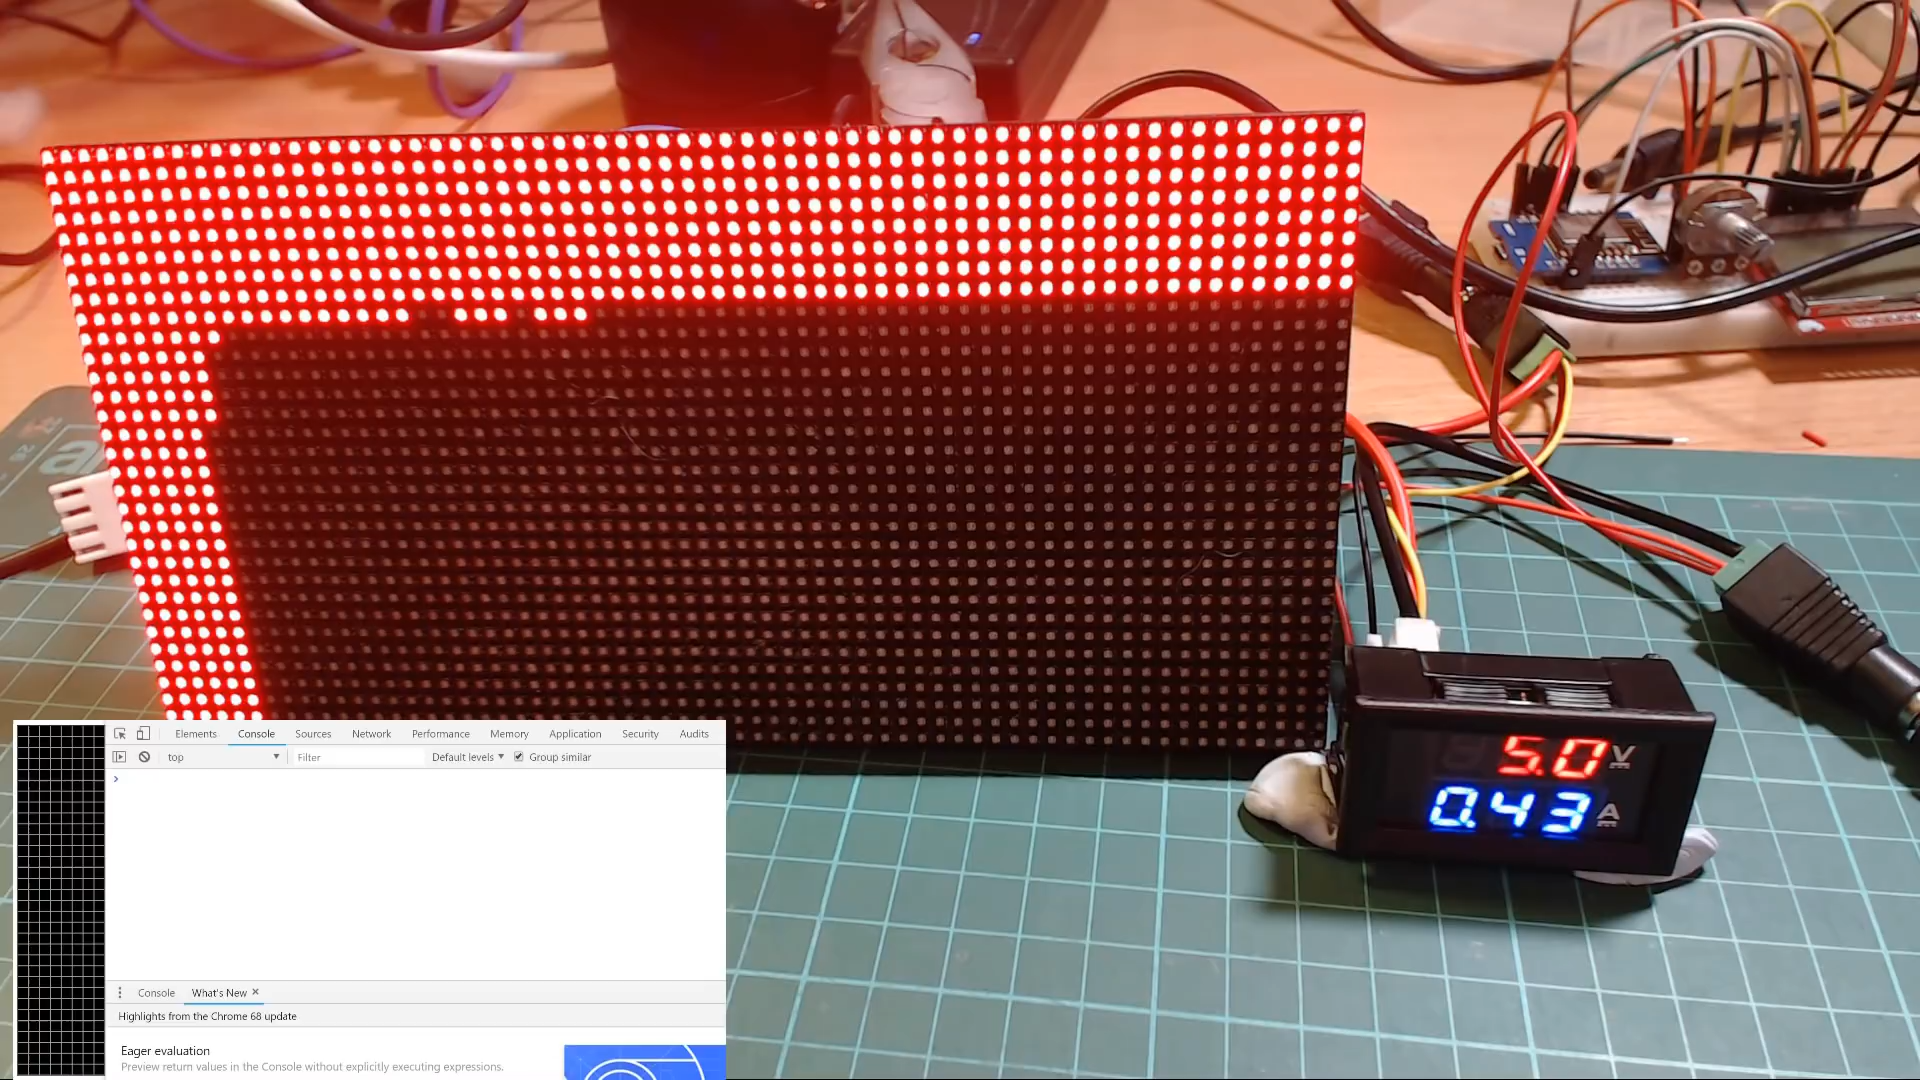 5.0 V
0.43 A
Elements Console Sources Network Performance Memory Application Security Audits
top Filter Default levels Group similar
Console What's New
Highlights from the Chrome 68 update
Eager evaluation
Preview return values in the Console without explicitly executing expressions.